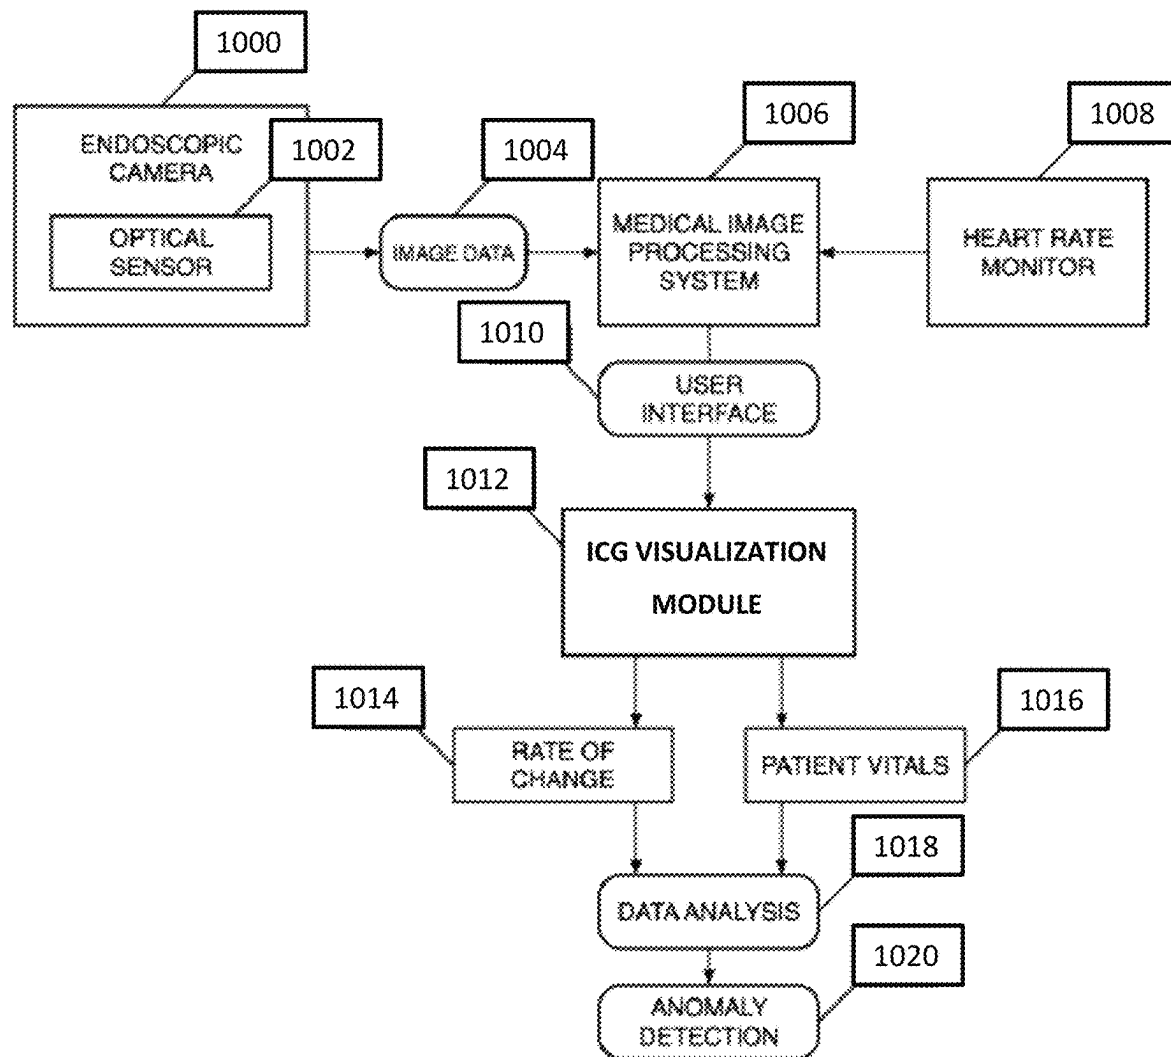 1000
1002
1004
1006
1008
ENDOSCOPIC
CAMERA
OPTICAL
SENSOR
IMAGE DATA
MEDICAL IMAGE
PROCESSING
SYSTEM
HEART RATE
MONITOR
1010
USER
INTERFACE
1012
ICG VISUALIZATION
MODULE
1014
1016
RATE OF
CHANGE
PATIENT VITALS
1018
DATA ANALYSIS
1020
ANOMALY
DETECTION